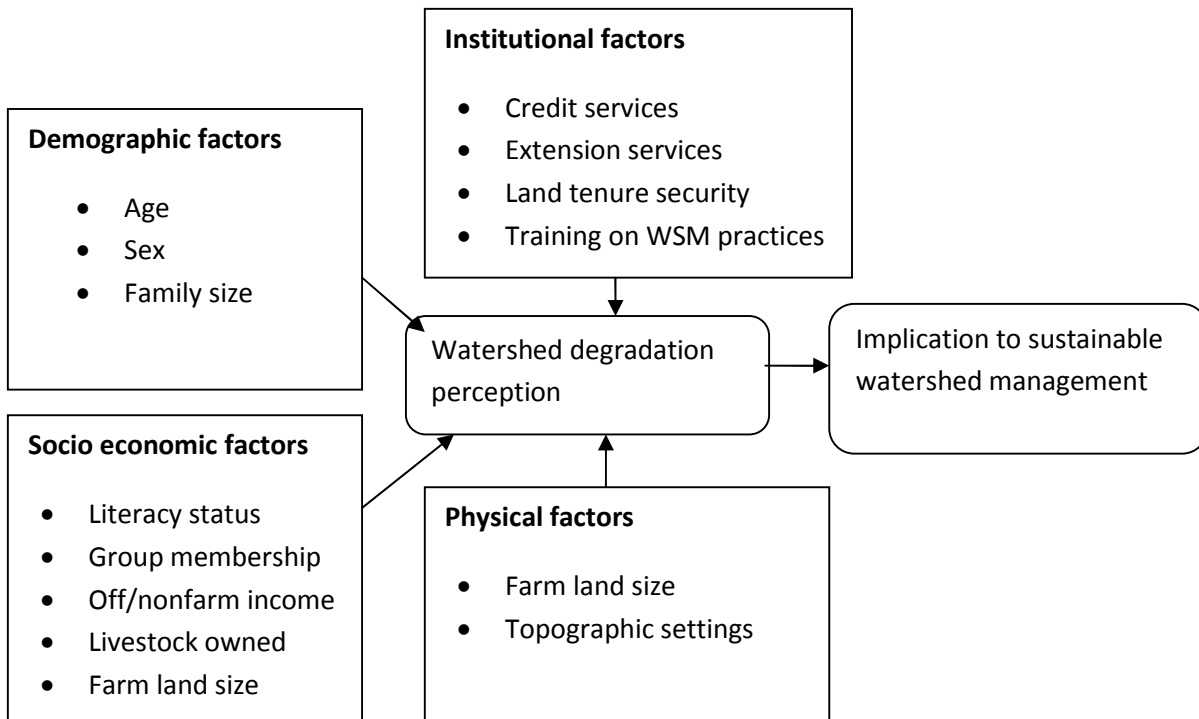 Institutional factors
• Credit services
• Extension services
• Land tenure security
• Training on WSM practices
Demographic factors
• Age
• Sex
• Family size
Watershed degradation
perception
Implication to sustainable
watershed management
Socio economic factors
• Literacy status
• Group membership
• Off/nonfarm income
• Livestock owned
• Farm land size
Physical factors
• Farm land size
• Topographic settings